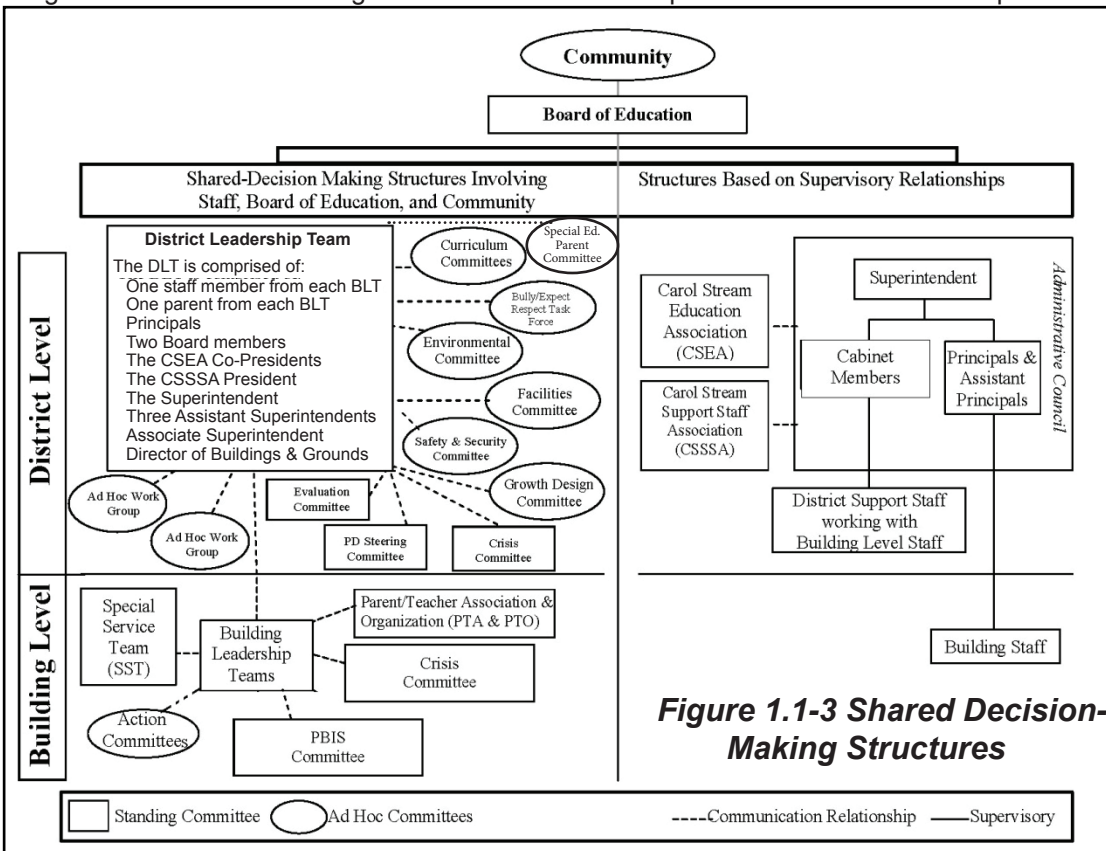 Community
Board of Education
Shared-Decision Making Structures Involving
Staff, Board of Education, and Community
Structures Based on Supervisory Relationships
District Level
District Leadership Team
The DLT is comprised of:
One staff member from each BLT
One parent from each BLT
Principals
Two Board members
The CSEA Co-Presidents
The CSSSA President
The Superintendent
Three Assistant Superintendents
Associate Superintendent
Director of Buildings & Grounds
Curriculum
Committees
Special Ed.
Parent
Committee
Bully/Expect
Respect Task
Force
Environmental
Committee
Facilities
Committee
Safety & Security
Committee
Growth Design
Committee
Ad Hoc Work
Group
Ad Hoc Work
Group
Evaluation
Committee
PD Steering
Committee
Crisis
Committee
Carol Stream
Education
Association
(CSEA)
Carol Stream
Support Staff
Association
(CSSSA)
Superintendent
Cabinet
Members
Principals &
Assistant
Principals
Administrative Council
District Support Staff
working with
Building Level Staff
Building Level
Special
Service
Team
(SST)
Building
Leadership
Teams
Parent/Teacher Association &
Organization (PTA & PTO)
Crisis
Committee
Action
Committees
PBIS
Committee
Building Staff
Figure 1.1-3 Shared Decision-
Making Structures
Standing Committee
Ad Hoc Committees
Communication Relationship
Supervisory